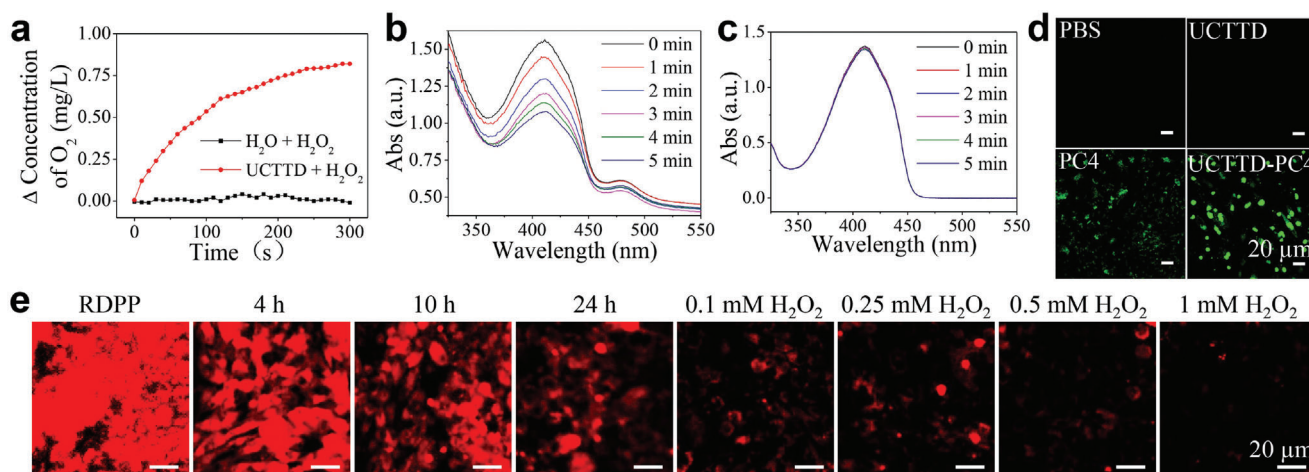 a
1.00
0.75
0.50
0.25
0.00
Δ Concentration
of O₂ (mg/L)
H₂O + H₂O₂
UCTTD + H₂O₂
0 100 200 300
Time (s)
b
1.50
1.25
1.00
0.75
0.50
Abs (a.u.)
0 min
1 min
2 min
3 min
4 min
5 min
350 400 450 500 550
Wavelength (nm)
c
1.5
1.0
0.5
0.0
Abs (a.u.)
0 min
1 min
2 min
3 min
4 min
5 min
350 400 450 500 550
Wavelength (nm)
d
PBS
UCTTD
PC4
UCTTD-PC4
20 µm
e
RDPP
4 h
10 h
24 h
0.1 mM H₂O₂
0.25 mM H₂O₂
0.5 mM H₂O₂
1 mM H₂O₂
20 µm